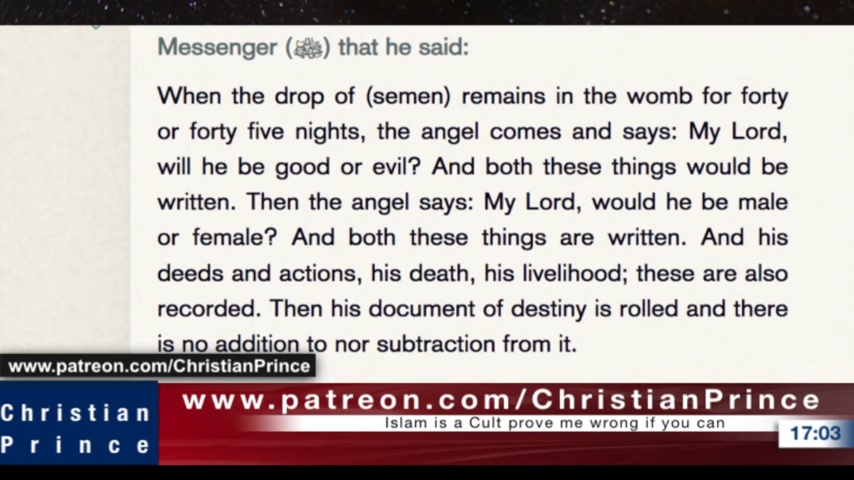 Messenger (ﷺ) that he said:
When the drop of (semen) remains in the womb for forty
or forty five nights, the angel comes and says: My Lord,
will he be good or evil? And both these things would be
written. Then the angel says: My Lord, would he be male
or female? And both these things are written. And his
deeds and actions, his death, his livelihood; these are also
recorded. Then his document of destiny is rolled and there
is no addition to nor subtraction from it.
www.patreon.com/ChristianPrince
www.patreon.com/ChristianPrince
Christian
Prince
Islam is a Cult prove me wrong if you can
17:03